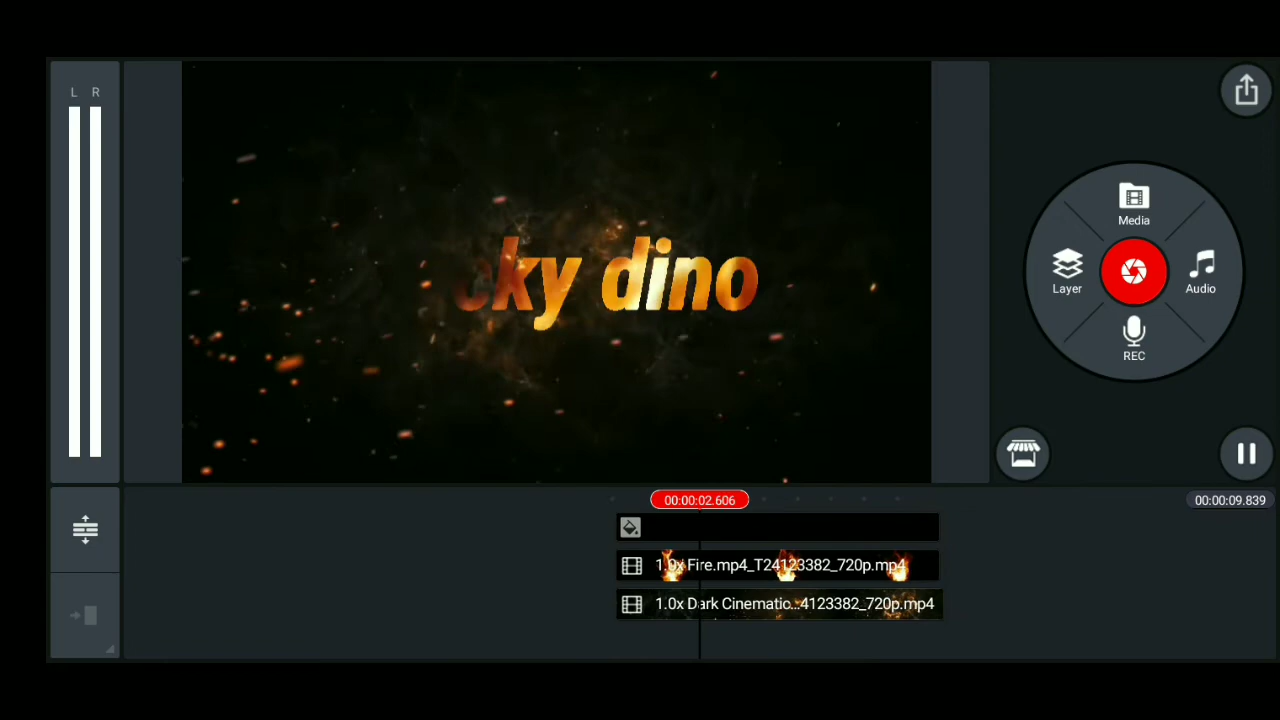 L R
cky dino
Media
Layer
Audio
REC
00:00:02.606
00:00:09.839
1.0x Fire.mp4_T24123382_720p.mp4
1.0x Dark Cinematic...4123382_720p.mp4